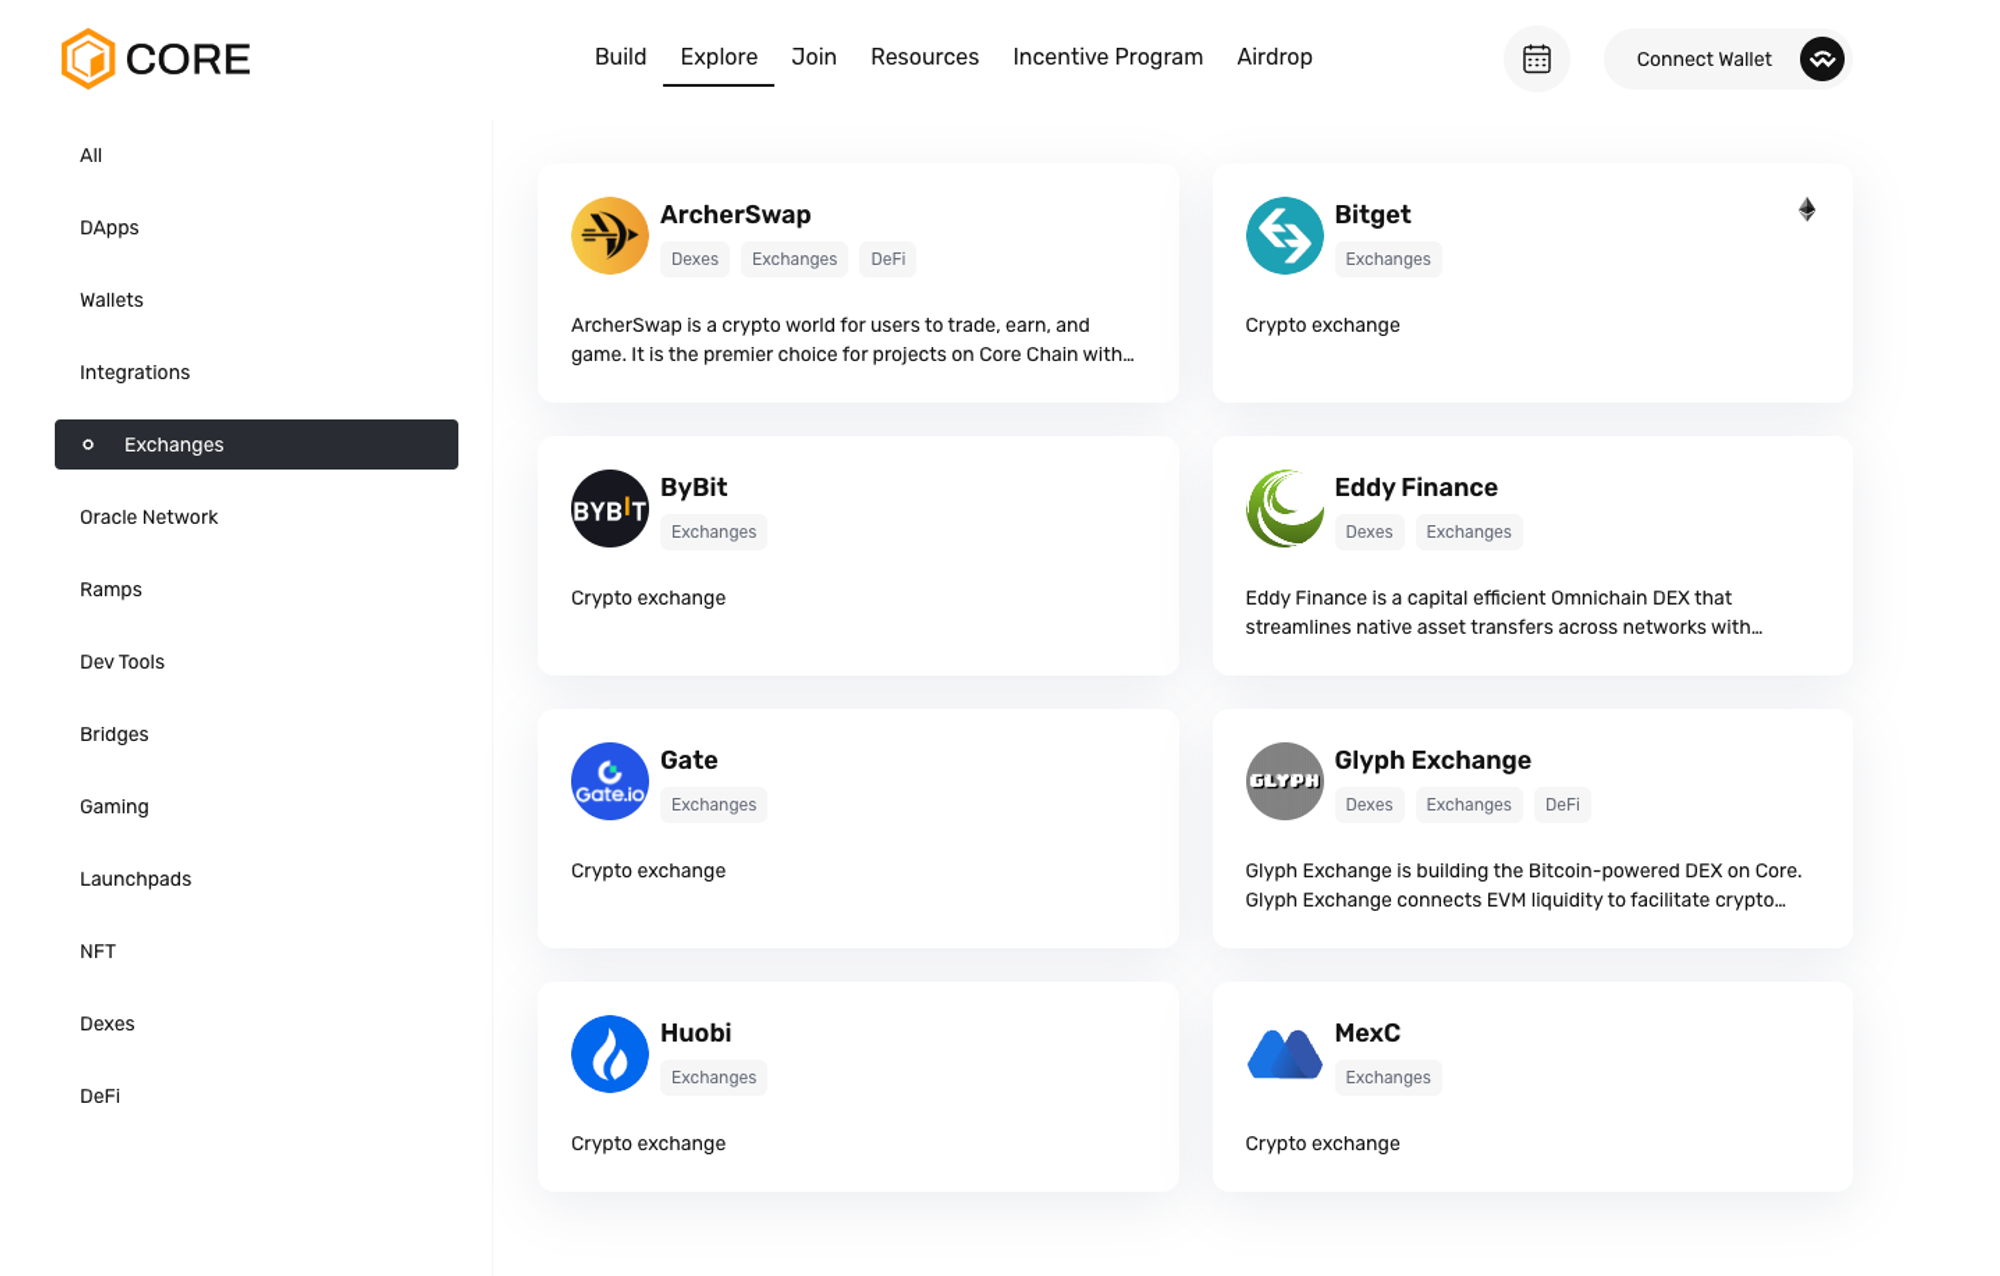 CORE
Build Explore Join Resources Incentive Program Airdrop
Connect Wallet
All
DApps
Wallets
Integrations
Exchanges
Oracle Network
Ramps
Dev Tools
Bridges
Gaming
Launchpads
NFT
Dexes
DeFi
ArcherSwap
Dexes Exchanges DeFi
ArcherSwap is a crypto world for users to trade, earn, and
game. It is the premier choice for projects on Core Chain with…
Bitget
Exchanges
Crypto exchange
BYBIT
ByBit
Exchanges
Crypto exchange
Eddy Finance
Dexes Exchanges
Eddy Finance is a capital efficient Omnichain DEX that
streamlines native asset transfers across networks with…
Gate.io
Gate
Exchanges
Crypto exchange
GLYPH
Glyph Exchange
Dexes Exchanges DeFi
Glyph Exchange is building the Bitcoin-powered DEX on Core.
Glyph Exchange connects EVM liquidity to facilitate crypto…
Huobi
Exchanges
Crypto exchange
MexC
Exchanges
Crypto exchange